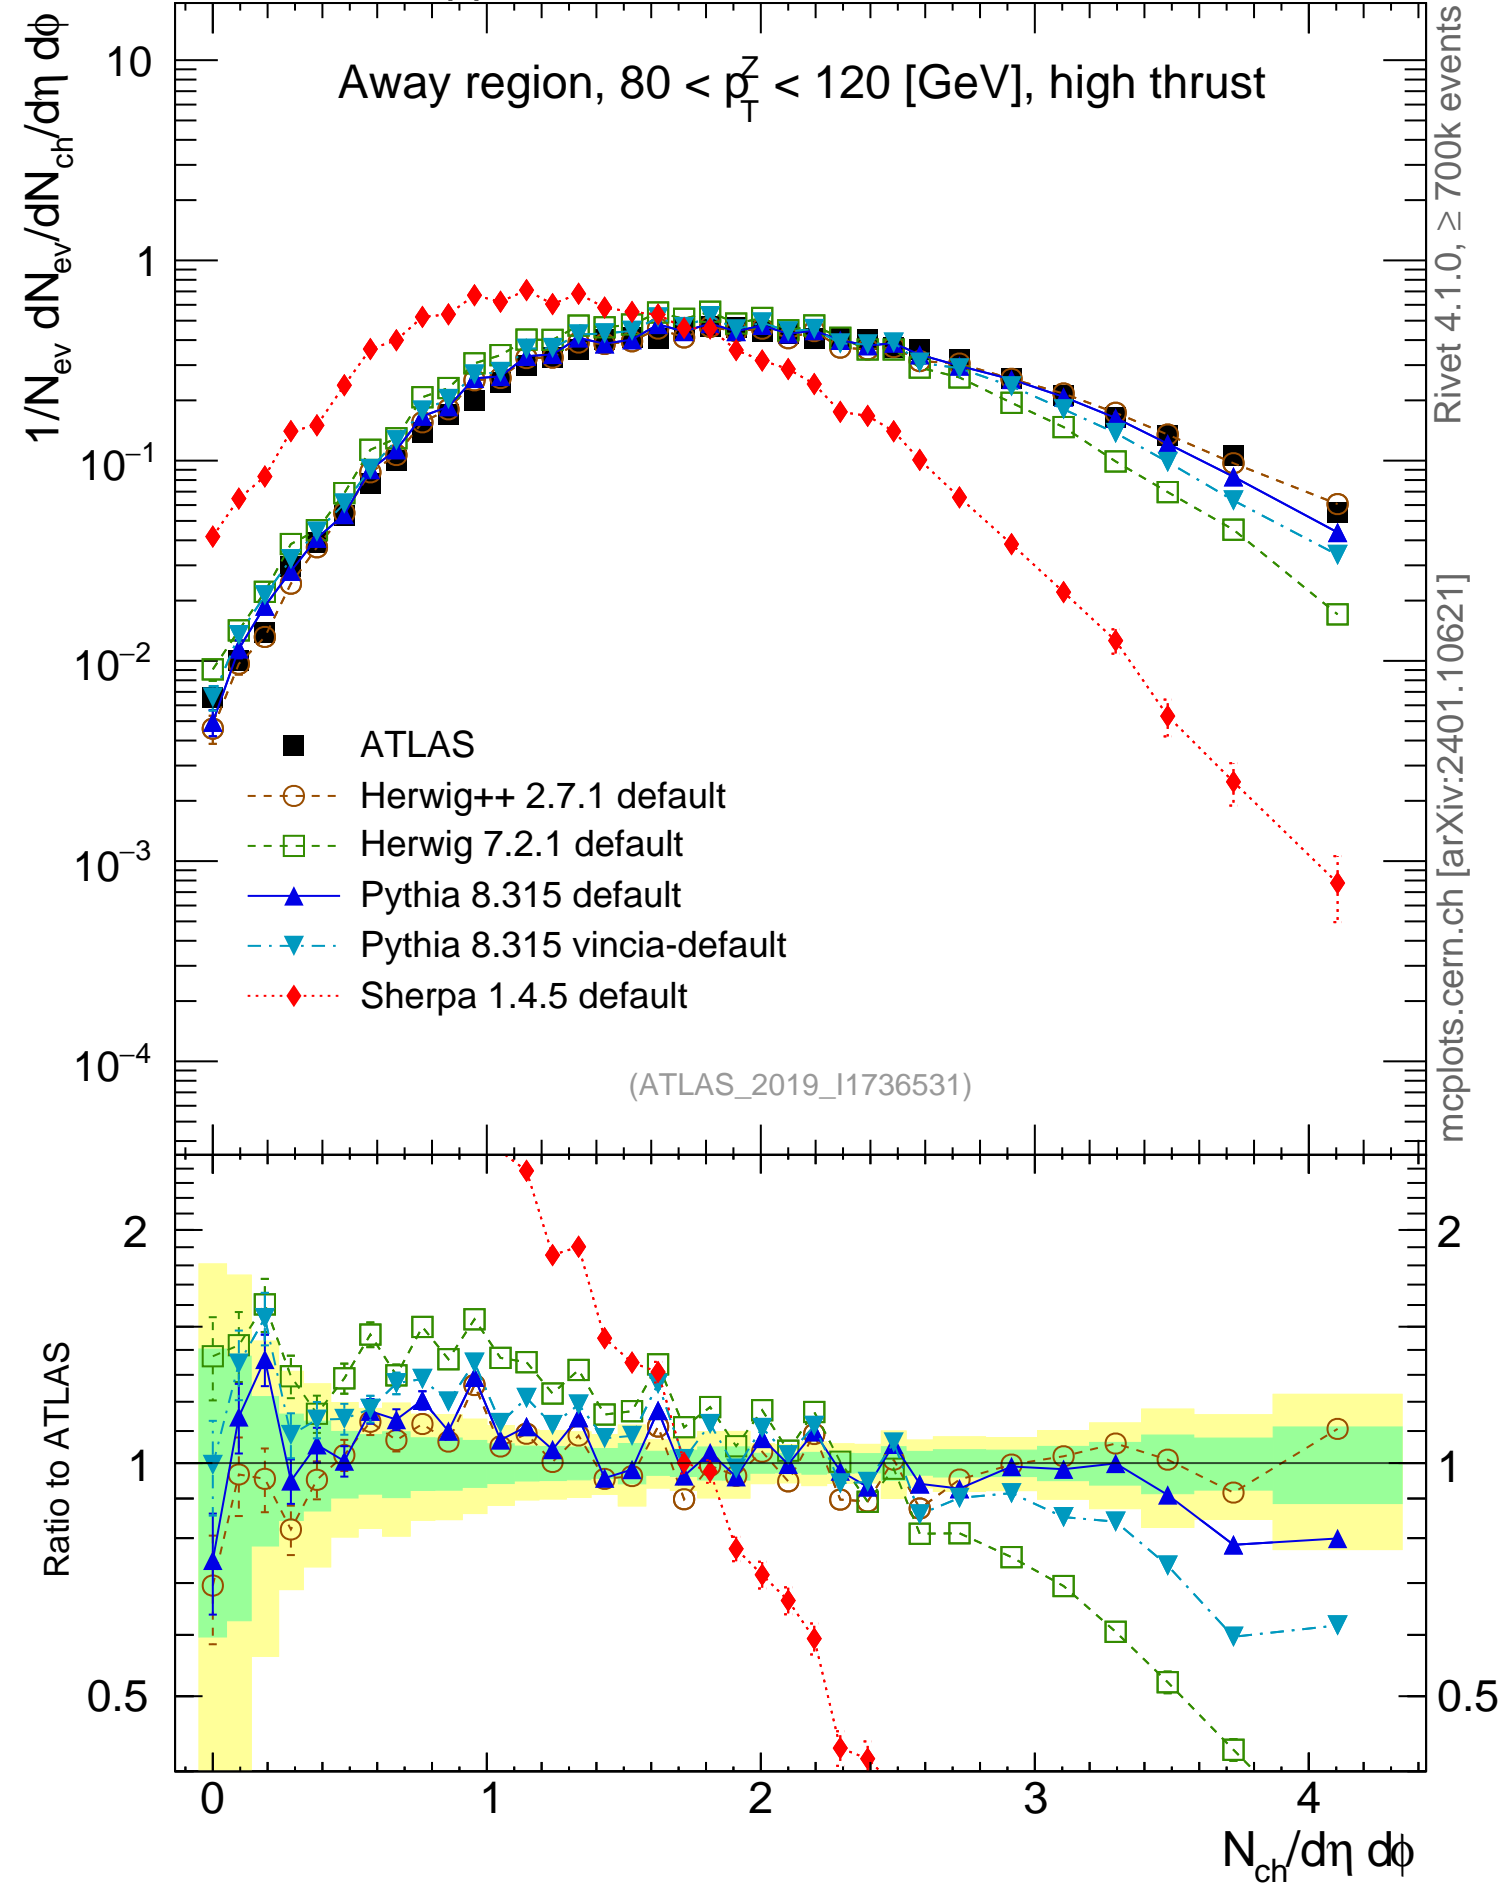 Away region, 80 < p_T^Z < 120 [GeV], high thrust
1/N_ev dN_ev/dN_ch/dη dϕ
10
1
10^−1
10^−2
10^−3
10^−4
ATLAS
Herwig++ 2.7.1 default
Herwig 7.2.1 default
Pythia 8.315 default
Pythia 8.315 vincia-default
Sherpa 1.4.5 default
(ATLAS_2019_I1736531)
Rivet 4.1.0, ≥ 700k events
mcplots.cern.ch [arXiv:2401.10621]
Ratio to ATLAS
2
1
0.5
2
1
0.5
0 1 2 3 4
N_ch/dη dϕ